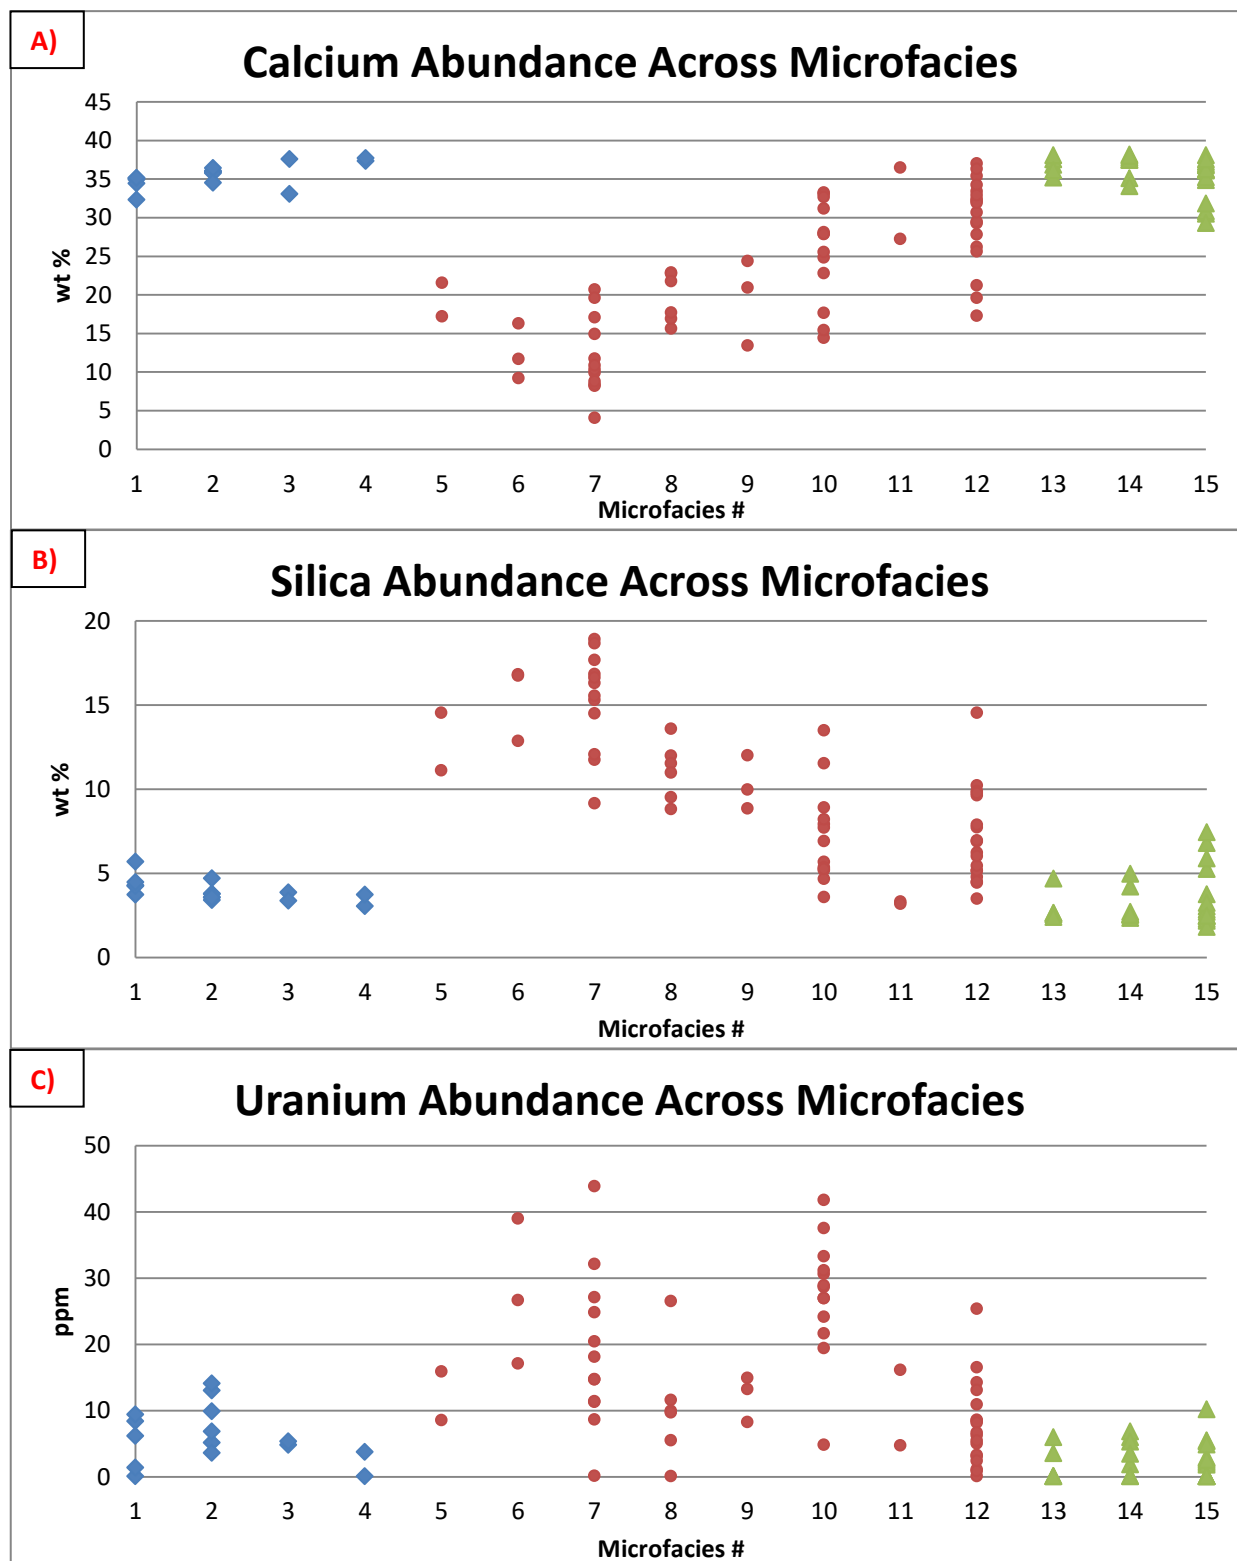 A)
Calcium Abundance Across Microfacies
45
40
35
30
25
20
15
10
5
0
wt %
1 2 3 4 5 6 7 8 9 10 11 12 13 14 15
Microfacies #
B)
Silica Abundance Across Microfacies
20
15
10
5
0
wt %
1 2 3 4 5 6 7 8 9 10 11 12 13 14 15
Microfacies #
C)
Uranium Abundance Across Microfacies
50
40
30
20
10
0
ppm
1 2 3 4 5 6 7 8 9 10 11 12 13 14 15
Microfacies #